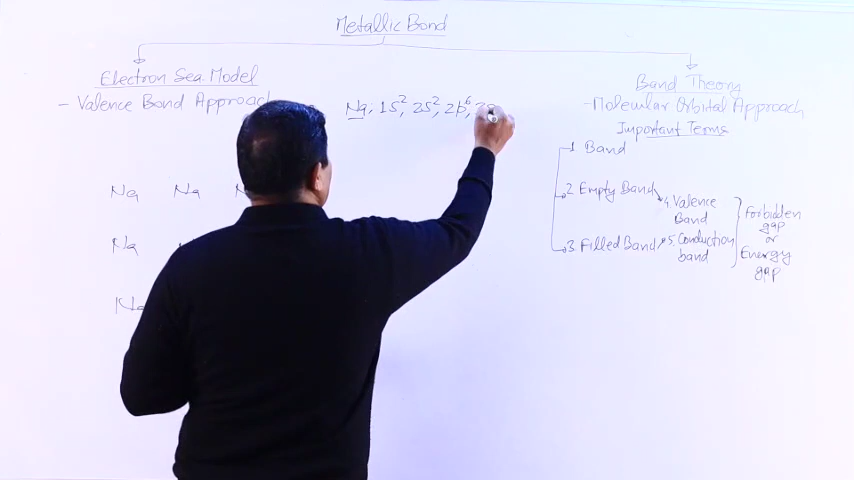 Metallic Bond
Electron Sea Model
- Valence Bond Approach
Na; 1s², 2s², 2p⁶, 3s
Na Na
Na
Na
Band Theory
- Molecular Orbital Approach
Important Terms
1 Band
2 Empty Band
4. Valence
Band
3 Filled Band
5. Conduction
band
Forbidden
gap
or
Energy
gap